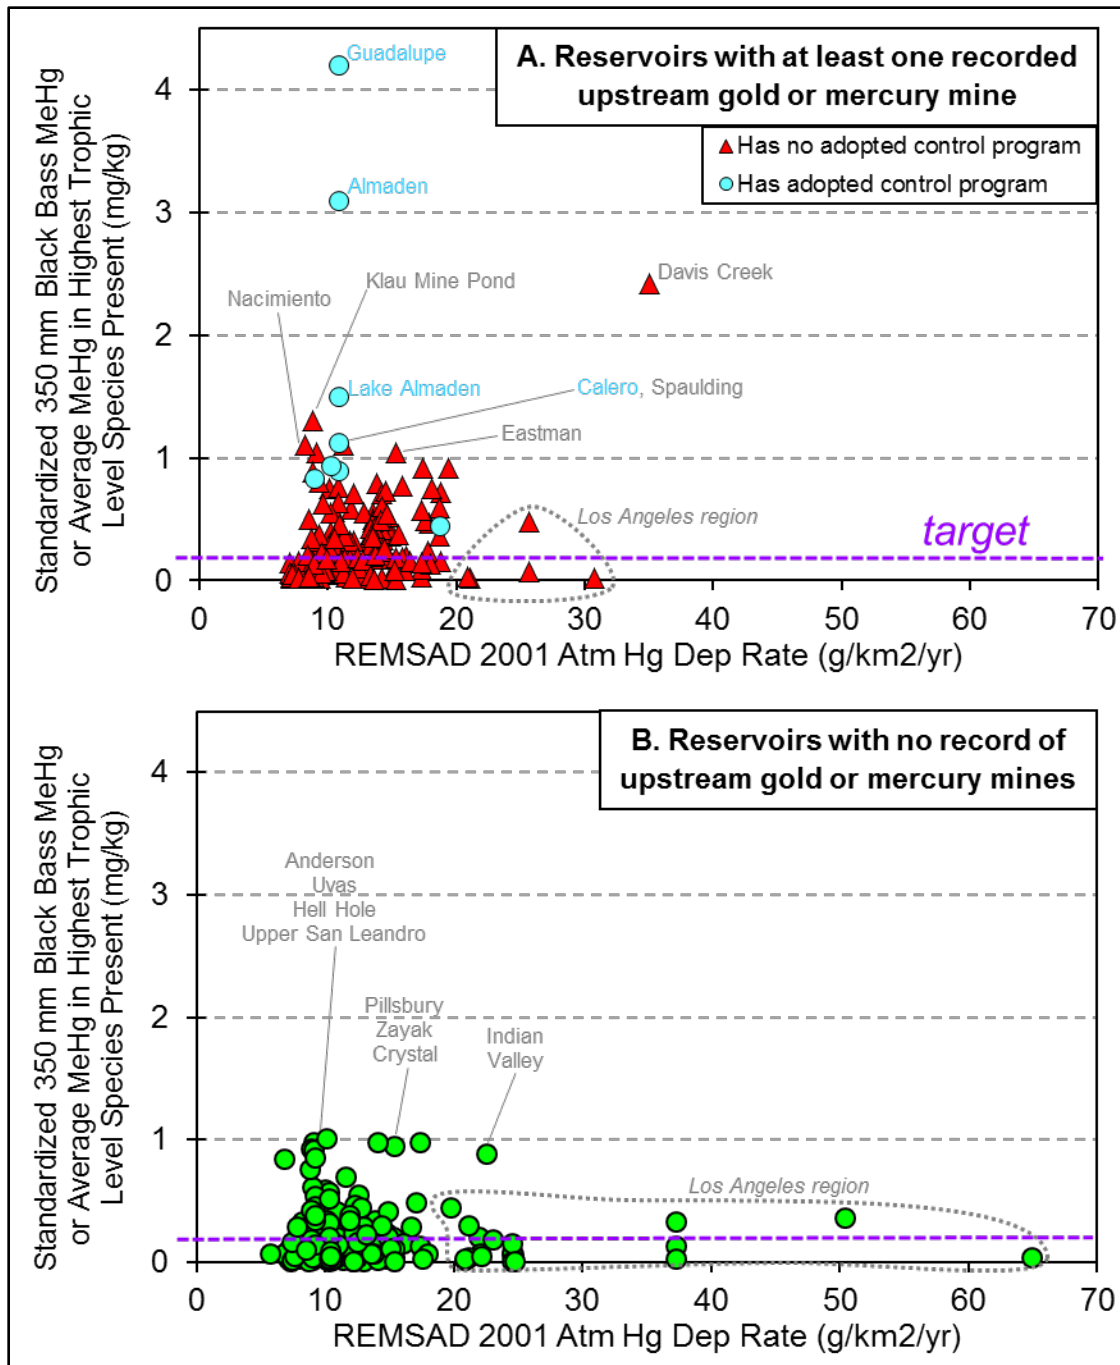 A. Reservoirs with at least one recorded
upstream gold or mercury mine
Has no adopted control program
Has adopted control program
Standardized 350 mm Black Bass MeHg
or Average MeHg in Highest Trophic
Level Species Present (mg/kg)
4
3
2
1
0
Guadalupe
Almaden
Klau Mine Pond
Nacimiento
Davis Creek
Lake Almaden
Calero, Spaulding
Eastman
Los Angeles region
target
0 10 20 30 40 50 60 70
REMSAD 2001 Atm Hg Dep Rate (g/km2/yr)
B. Reservoirs with no record of
upstream gold or mercury mines
Standardized 350 mm Black Bass MeHg
or Average MeHg in Highest Trophic
Level Species Present (mg/kg)
4
3
2
1
0
Anderson
Uvas
Hell Hole
Upper San Leandro
Pillsbury
Zayak
Crystal
Indian
Valley
Los Angeles region
0 10 20 30 40 50 60 70
REMSAD 2001 Atm Hg Dep Rate (g/km2/yr)